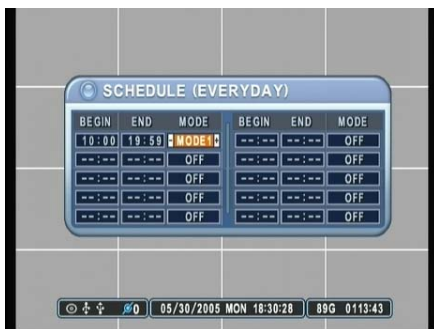 SCHEDULE (EVERYDAY)
BEGIN END MODE BEGIN END MODE
10:00 19:59 -MODE1+ --:-- --:-- OFF
--:-- --:-- OFF --:-- --:-- OFF
--:-- --:-- OFF --:-- --:-- OFF
--:-- --:-- OFF --:-- --:-- OFF
--:-- --:-- OFF --:-- --:-- OFF
0 05/30/2005 MON 18:30:28 89G 0113:43